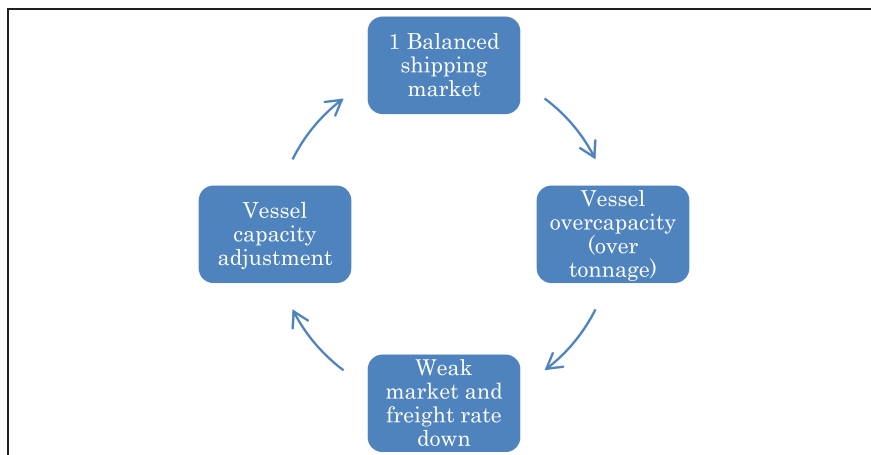 1 Balanced
shipping
market
Vessel
overcapacity
(over
tonnage)
Weak
market and
freight rate
down
Vessel
capacity
adjustment